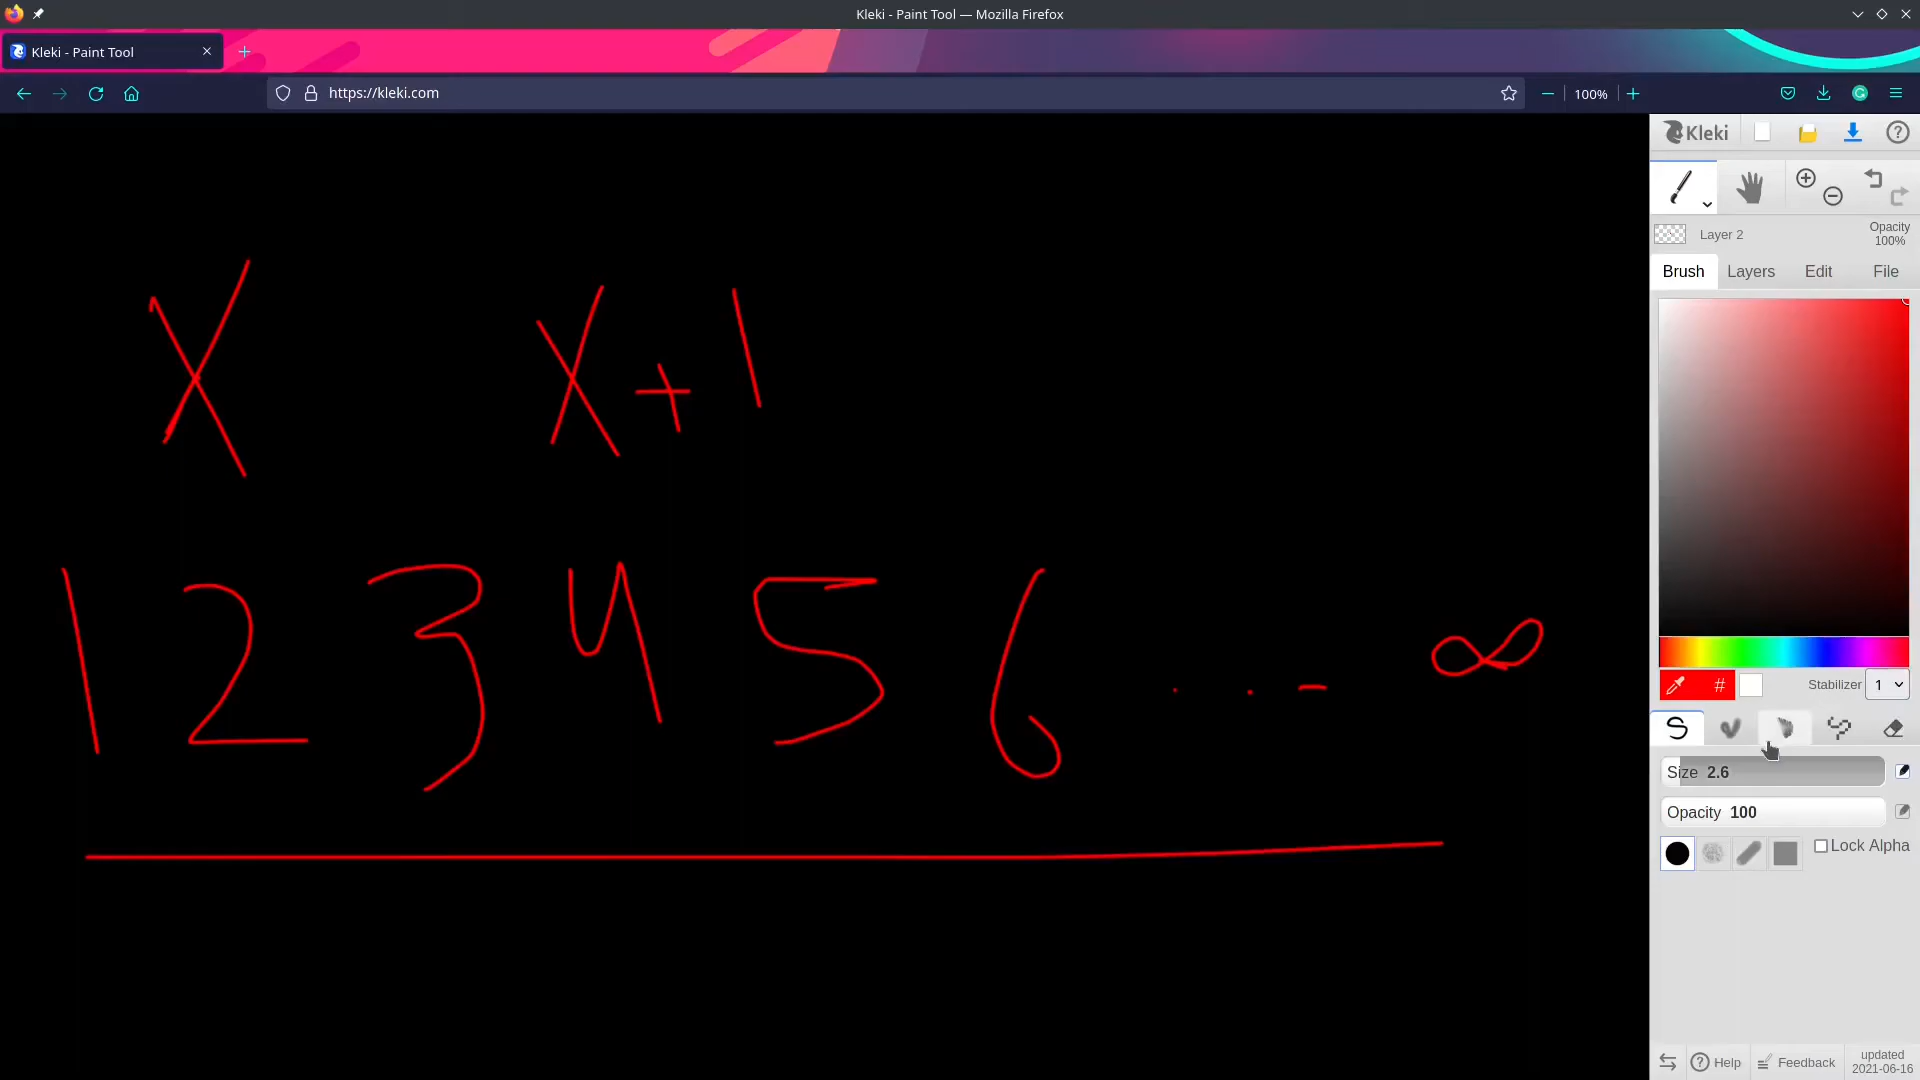 Kleki - Paint Tool — Mozilla Firefox
Kleki - Paint Tool
https://kleki.com
100%
Kleki
Layer 2
Opacity
100%
Brush Layers Edit File
X X + 1
1 2 3 4 5 6 . . - ∞
# Stabilizer 1
Size 2.6
Opacity 100
Lock Alpha
Help Feedback updated
2021-06-16